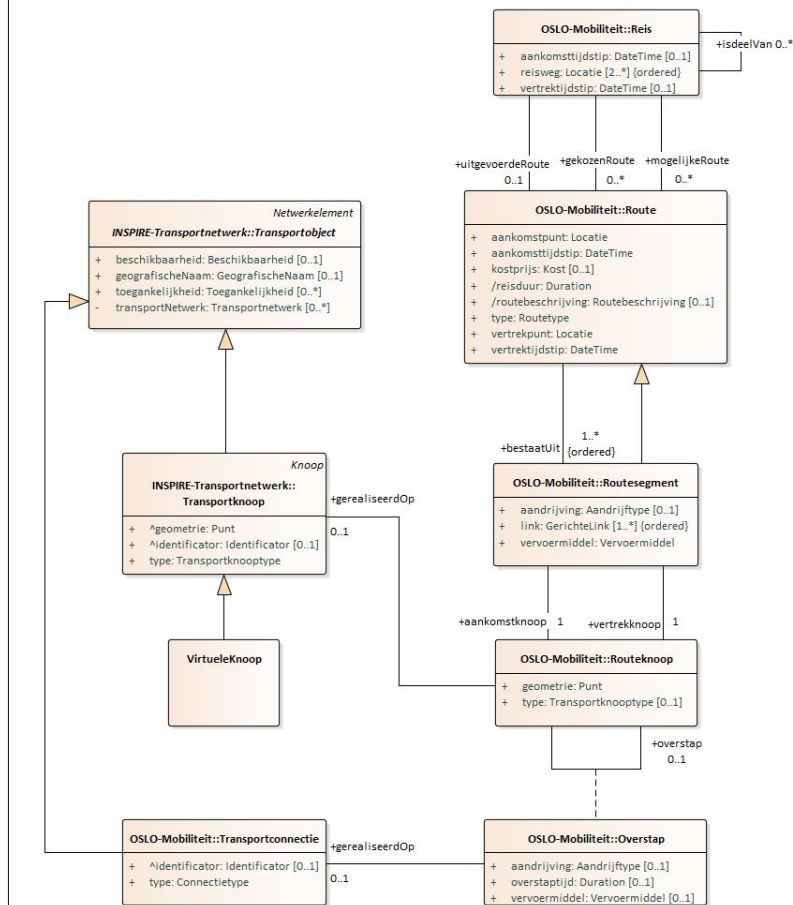 OSLO-Mobiliteit::Reis
+ aankomsttijdstip: DateTime [0..1]
+ reisweg: Locatie [2..*] {ordered}
+ vertrektijdstip: DateTime [0..1]
+isdeelVan 0..*
+uitgevoerdeRoute
0..1
+gekozenRoute
0..*
+mogelijkeRoute
0..*
Netwerkelement
INSPIRE-Transportnetwerk::Transportobject
+ beschikbaarheid: Beschikbaarheid [0..1]
+ geografischeNaam: GeografischeNaam [0..1]
+ toegankelijkheid: Toegankelijkheid [0..*]
- transportNetwerk: Transportnetwerk [0..*]
OSLO-Mobiliteit::Route
+ aankomstpunt: Locatie
+ aankomsttijdstip: DateTime
+ kostprijs: Kost [0..1]
+ /reisduur: Duration
+ /routebeschrijving: Routebeschrijving [0..1]
+ type: Routetype
+ vertrekpunt: Locatie
+ vertrektijdstip: DateTime
+bestaatUit
1..*
{ordered}
Knoop
INSPIRE-Transportnetwerk::
Transportknoop
+ ^geometrie: Punt
+ ^identificator: Identificator [0..1]
+ type: Transportknooptype
+gerealiseerdOp
0..1
OSLO-Mobiliteit::Routesegment
+ aandrijving: Aandrijftype [0..1]
+ link: GerichteLink [1..*] {ordered}
+ vervoermiddel: Vervoermiddel
+aankomstknoop 1
+vertrekknoop 1
VirtueleKnoop
OSLO-Mobiliteit::Routeknoop
+ geometrie: Punt
+ type: Transportknooptype [0..1]
+overstap
0..1
OSLO-Mobiliteit::Transportconnectie
+ ^identificator: Identificator [0..1]
+ type: Connectietype
+gerealiseerdOp
0..1
OSLO-Mobiliteit::Overstap
+ aandrijving: Aandrijftype [0..1]
+ overstaptijd: Duration [0..1]
+ vervoermiddel: Vervoermiddel [0..1]